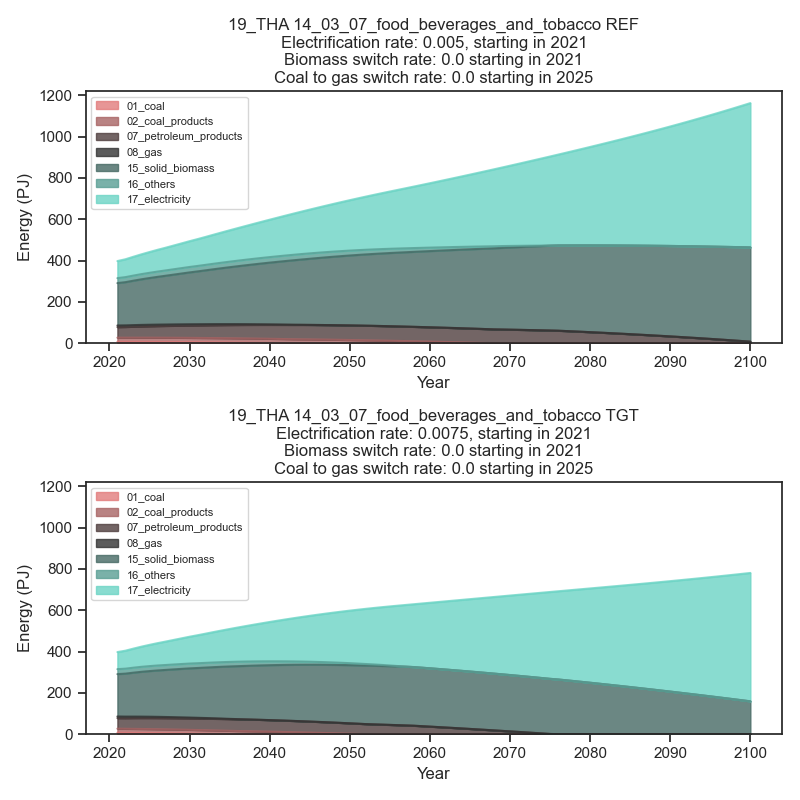 19_THA 14_03_07_food_beverages_and_tobacco REF
Electrification rate: 0.005, starting in 2021
Biomass switch rate: 0.0 starting in 2021
Coal to gas switch rate: 0.0 starting in 2025
1200
1000
800
600
400
200
0
Energy (PJ)
01_coal
02_coal_products
07_petroleum_products
08_gas
15_solid_biomass
16_others
17_electricity
2020 2030 2040 2050 2060 2070 2080 2090 2100
Year
19_THA 14_03_07_food_beverages_and_tobacco TGT
Electrification rate: 0.0075, starting in 2021
Biomass switch rate: 0.0 starting in 2021
Coal to gas switch rate: 0.0 starting in 2025
1200
1000
800
600
400
200
0
Energy (PJ)
01_coal
02_coal_products
07_petroleum_products
08_gas
15_solid_biomass
16_others
17_electricity
2020 2030 2040 2050 2060 2070 2080 2090 2100
Year